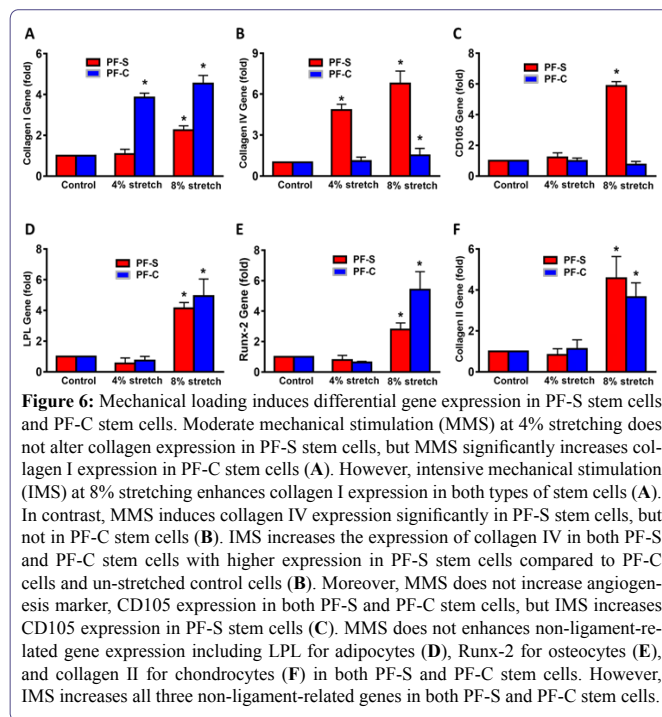 A
Collagen I Gene (fold)
6
4
2
0
PF-S
PF-C
*
*
*
Control 4% stretch 8% stretch
B
Collagen IV Gene (fold)
9
6
3
0
PF-S
PF-C
*
*
*
Control 4% stretch 8% stretch
C
CD105 Gene (fold)
8
6
4
2
0
PF-S
PF-C
*
Control 4% stretch 8% stretch
D
LPL Gene (fold)
8
6
4
2
0
PF-S
PF-C
*
*
Control 4% stretch 8% stretch
E
Runx-2 Gene (fold)
8
6
4
2
0
PF-S
PF-C
*
*
Control 4% stretch 8% stretch
F
Collagen II Gene (fold)
6
4
2
0
PF-S
PF-C
*
*
Control 4% stretch 8% stretch
Figure 6: Mechanical loading induces differential gene expression in PF-S stem cells
and PF-C stem cells. Moderate mechanical stimulation (MMS) at 4% stretching does
not alter collagen expression in PF-S stem cells, but MMS significantly increases col-
lagen I expression in PF-C stem cells (A). However, intensive mechanical stimulation
(IMS) at 8% stretching enhances collagen I expression in both types of stem cells (A).
In contrast, MMS induces collagen IV expression significantly in PF-S stem cells, but
not in PF-C stem cells (B). IMS increases the expression of collagen IV in both PF-S
and PF-C stem cells with higher expression in PF-S stem cells compared to PF-C
cells and un-stretched control cells (B). Moreover, MMS does not increase angiogen-
esis marker, CD105 expression in both PF-S and PF-C stem cells, but IMS increases
CD105 expression in PF-S stem cells (C). MMS does not enhances non-ligament-re-
lated gene expression including LPL for adipocytes (D), Runx-2 for osteocytes (E),
and collagen II for chondrocytes (F) in both PF-S and PF-C stem cells. However,
IMS increases all three non-ligament-related genes in both PF-S and PF-C stem cells.